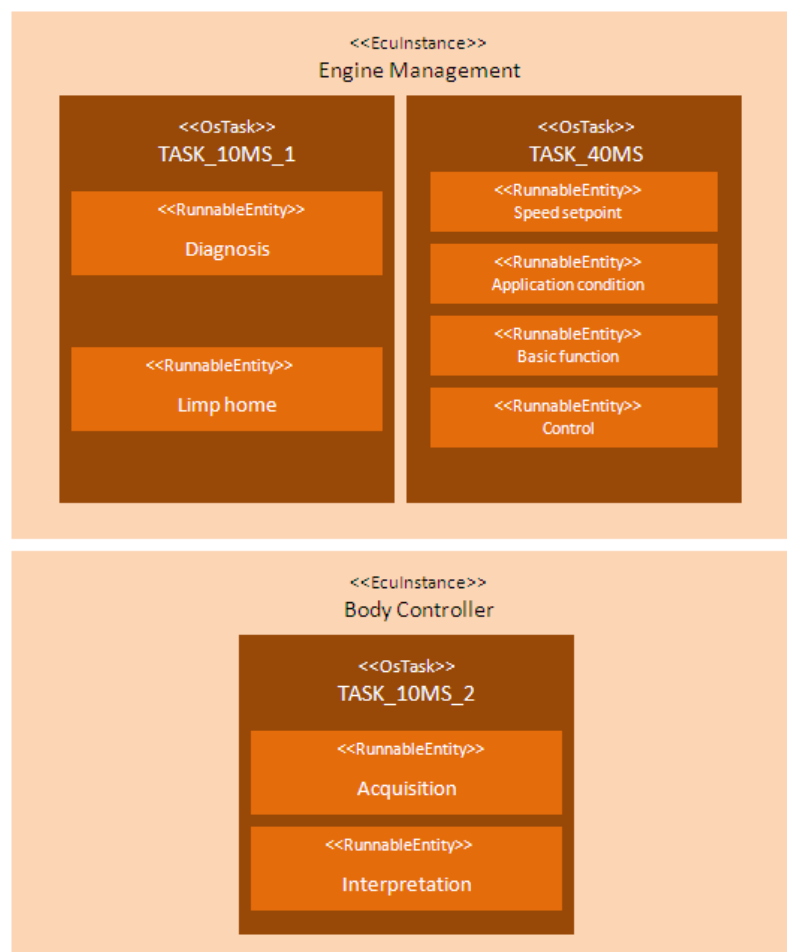 <<EcuInstance>>
Engine Management
<<OsTask>>
TASK_10MS_1
<<RunnableEntity>>
Diagnosis
<<RunnableEntity>>
Limp home
<<OsTask>>
TASK_40MS
<<RunnableEntity>>
Speed setpoint
<<RunnableEntity>>
Application condition
<<RunnableEntity>>
Basic function
<<RunnableEntity>>
Control
<<EcuInstance>>
Body Controller
<<OsTask>>
TASK_10MS_2
<<RunnableEntity>>
Acquisition
<<RunnableEntity>>
Interpretation